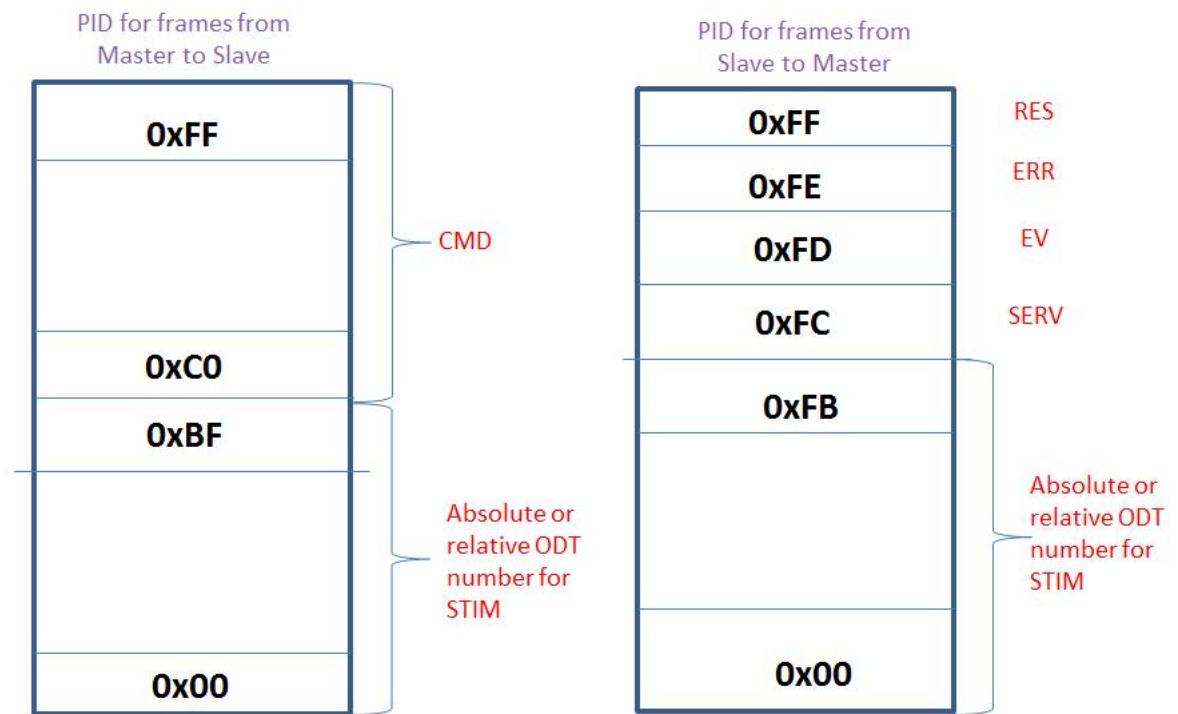 PID for frames from
Master to Slave
0xFF
0xC0
0xBF
0x00
CMD
Absolute or
relative ODT
number for
STIM
PID for frames from
Slave to Master
0xFF
0xFE
0xFD
0xFC
0xFB
0x00
RES
ERR
EV
SERV
Absolute or
relative ODT
number for
STIM